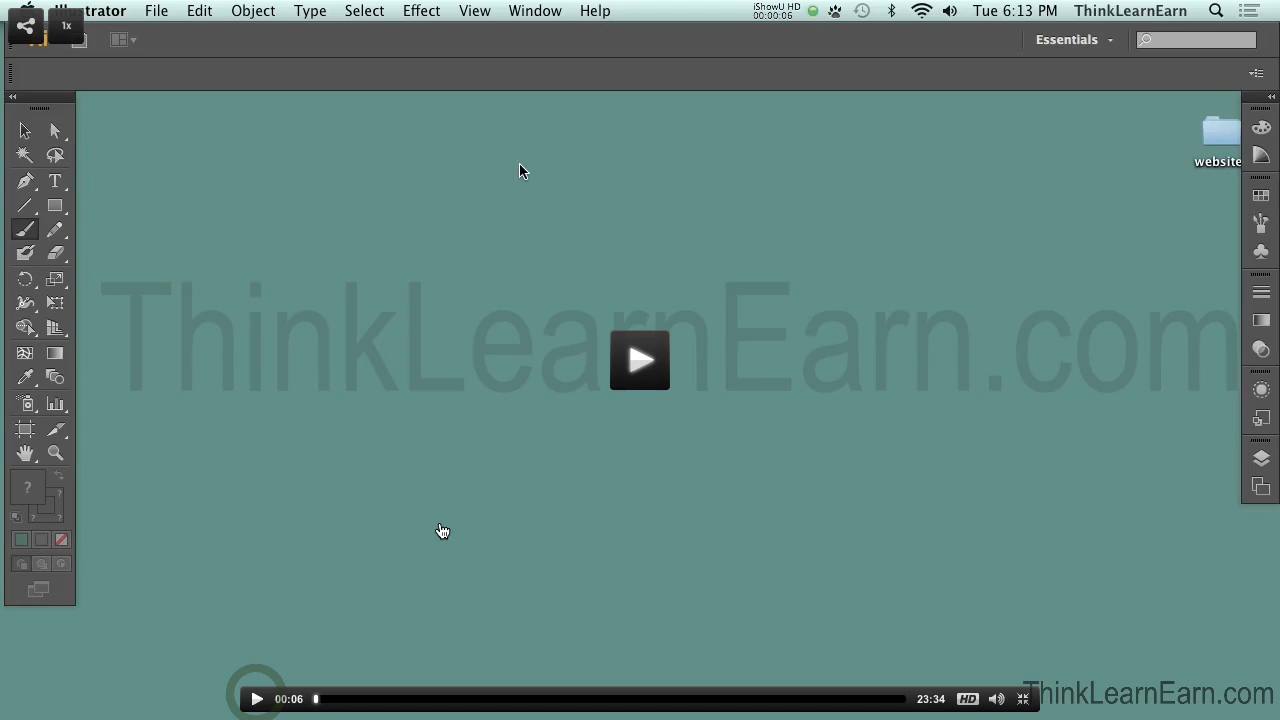 Illustrator File Edit Object Type Select Effect View Window Help
iShowU HD
00:00:06
Tue 6:13 PM ThinkLearnEarn
1x
Essentials
T
website
ThinkLearnEarn.com
?
?
?
?
00:06
23:34 HD
ThinkLearnEarn.com